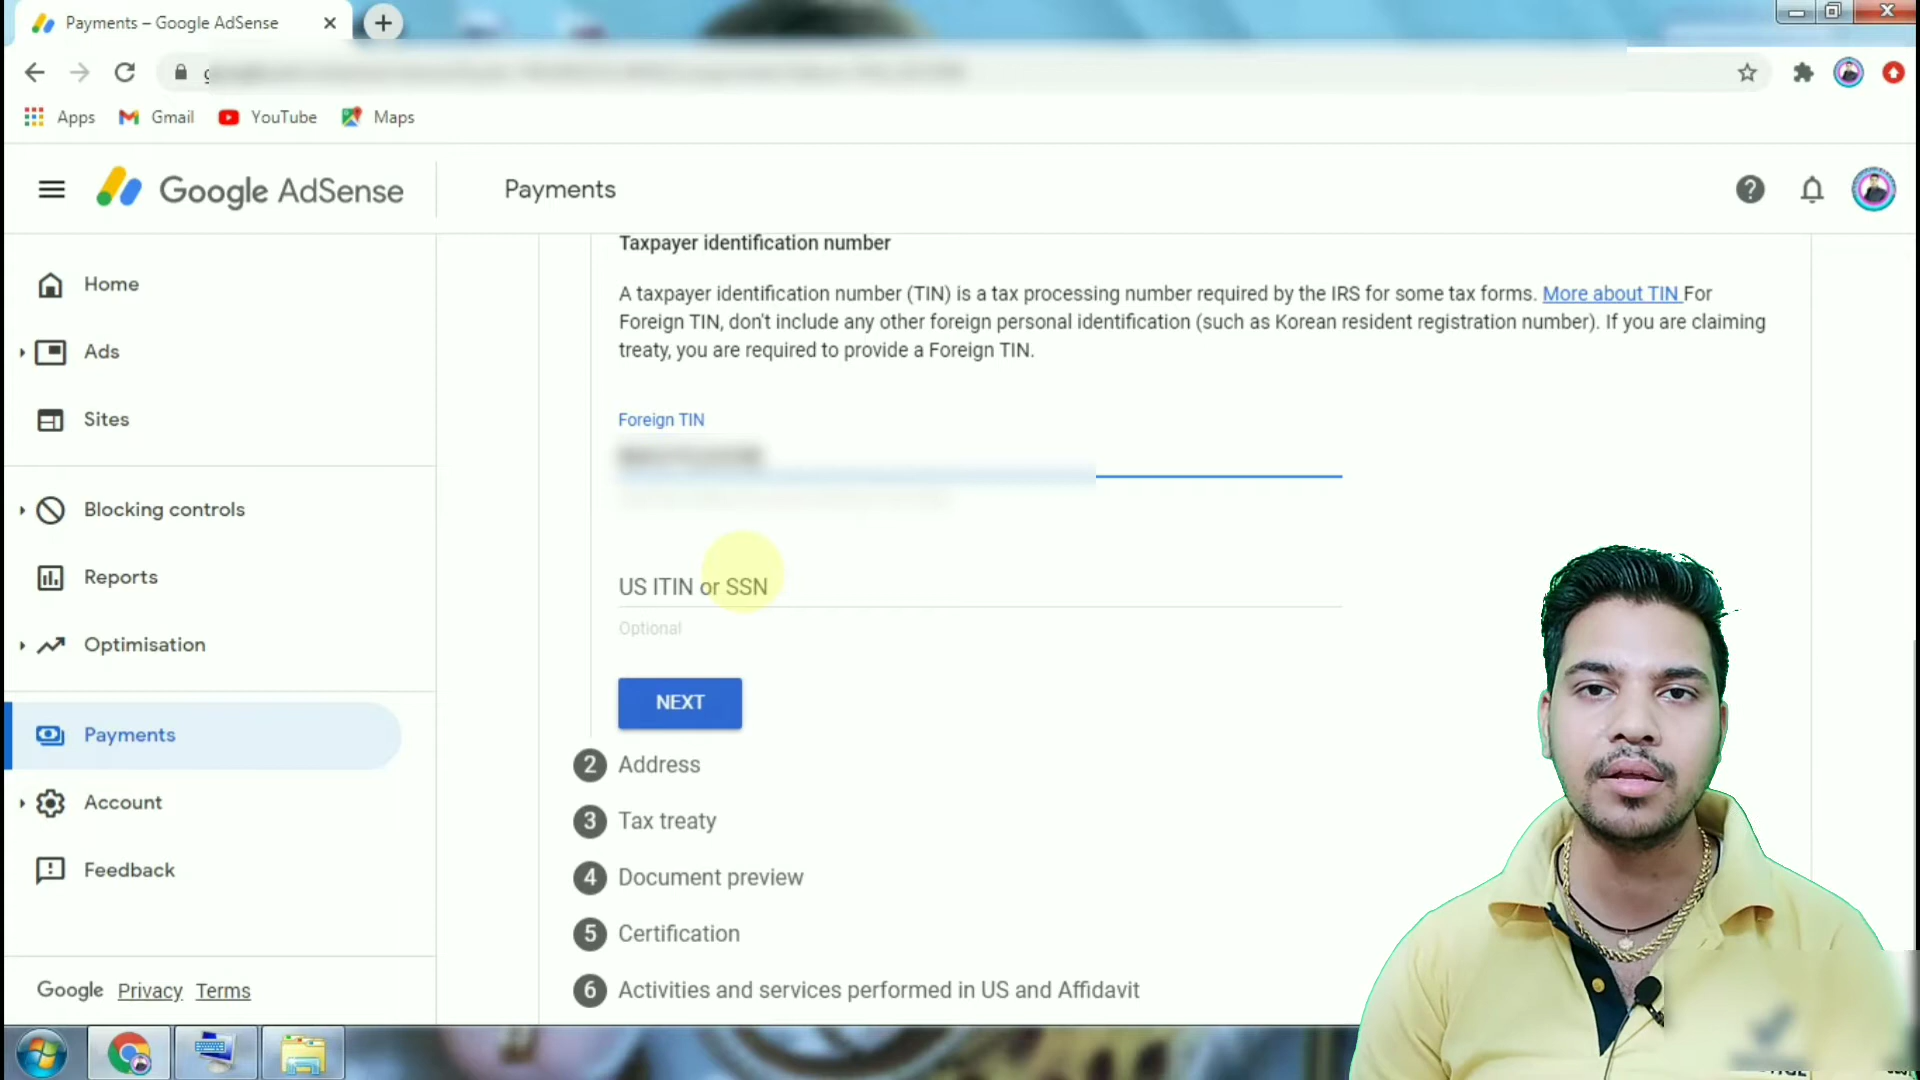 Payments – Google AdSense
Apps
Gmail
YouTube
Maps
Google AdSense
Payments
Home
Ads
Sites
Blocking controls
Reports
Optimisation
Payments
Account
Feedback
Google Privacy Terms
Taxpayer identification number
A taxpayer identification number (TIN) is a tax processing number required by the IRS for some tax forms. More about TIN For
Foreign TIN, don't include any other foreign personal identification (such as Korean resident registration number). If you are claiming
treaty, you are required to provide a Foreign TIN.
Foreign TIN
US ITIN or SSN
Optional
NEXT
2 Address
3 Tax treaty
4 Document preview
5 Certification
6 Activities and services performed in US and Affidavit